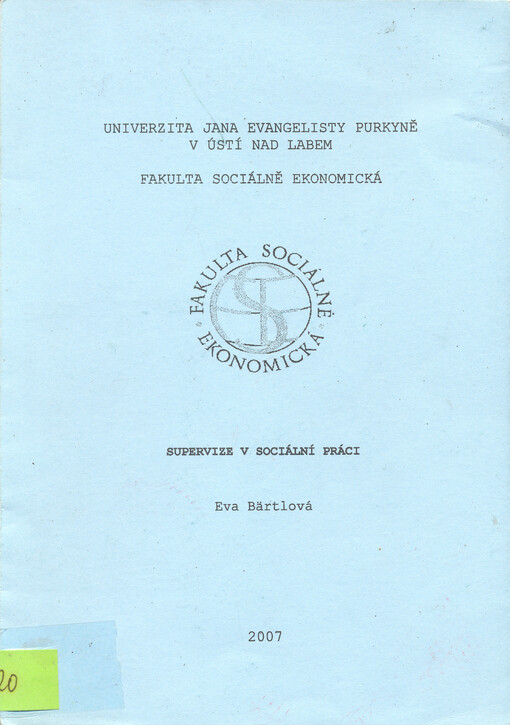 UNIVERZITA JANA EVANGELISTY PURKYNĚ
V ÚSTÍ NAD LABEM
FAKULTA SOCIÁLNĚ EKONOMICKÁ
FAKULTA SOCIÁLNĚ
EKONOMICKÁ
SUPERVIZE V SOCIÁLNÍ PRÁCI
Eva Bärtlová
2007
20